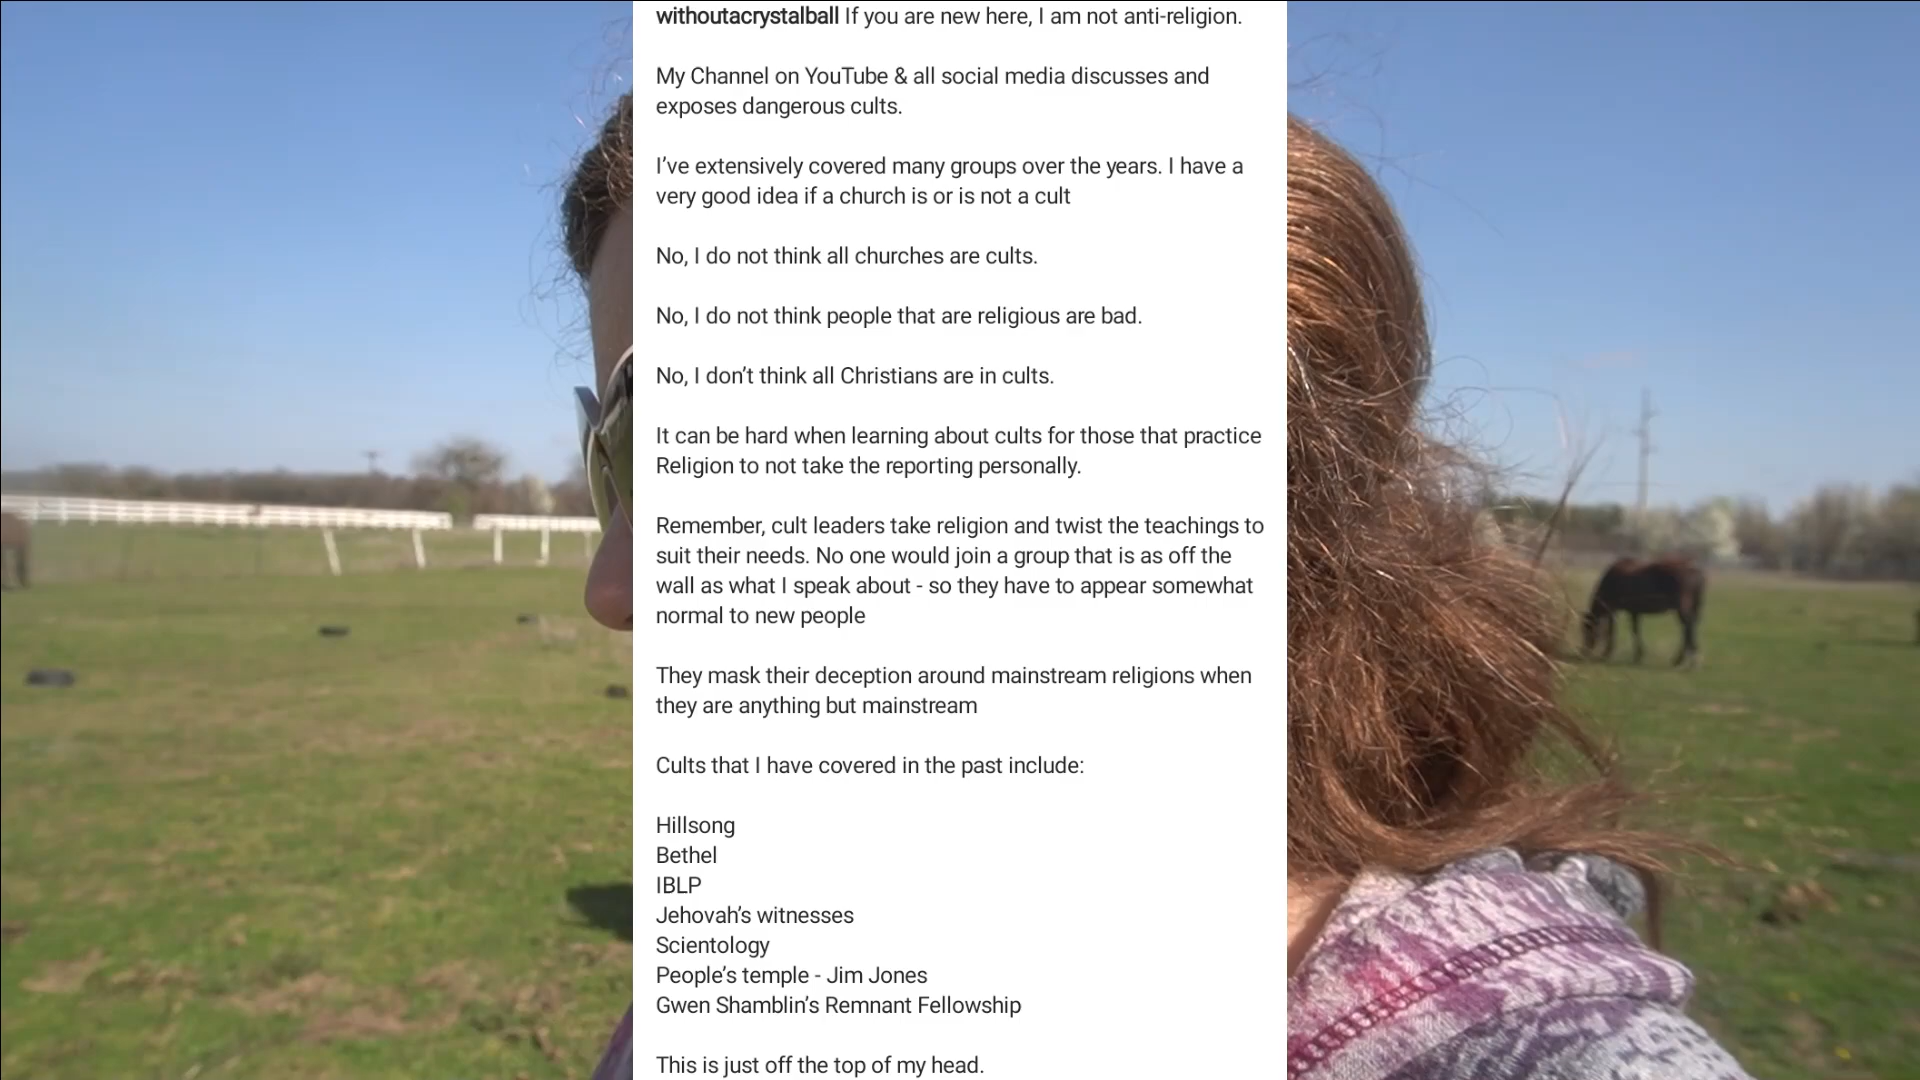 withoutacrystalball If you are new here, I am not anti-religion.
My Channel on YouTube & all social media discusses and
exposes dangerous cults.
I’ve extensively covered many groups over the years. I have a
very good idea if a church is or is not a cult
No, I do not think all churches are cults.
No, I do not think people that are religious are bad.
No, I don’t think all Christians are in cults.
It can be hard when learning about cults for those that practice
Religion to not take the reporting personally.
Remember, cult leaders take religion and twist the teachings to
suit their needs. No one would join a group that is as off the
wall as what I speak about - so they have to appear somewhat
normal to new people
They mask their deception around mainstream religions when
they are anything but mainstream
Cults that I have covered in the past include:
Hillsong
Bethel
IBLP
Jehovah’s witnesses
Scientology
People’s temple - Jim Jones
Gwen Shamblin’s Remnant Fellowship
This is just off the top of my head.